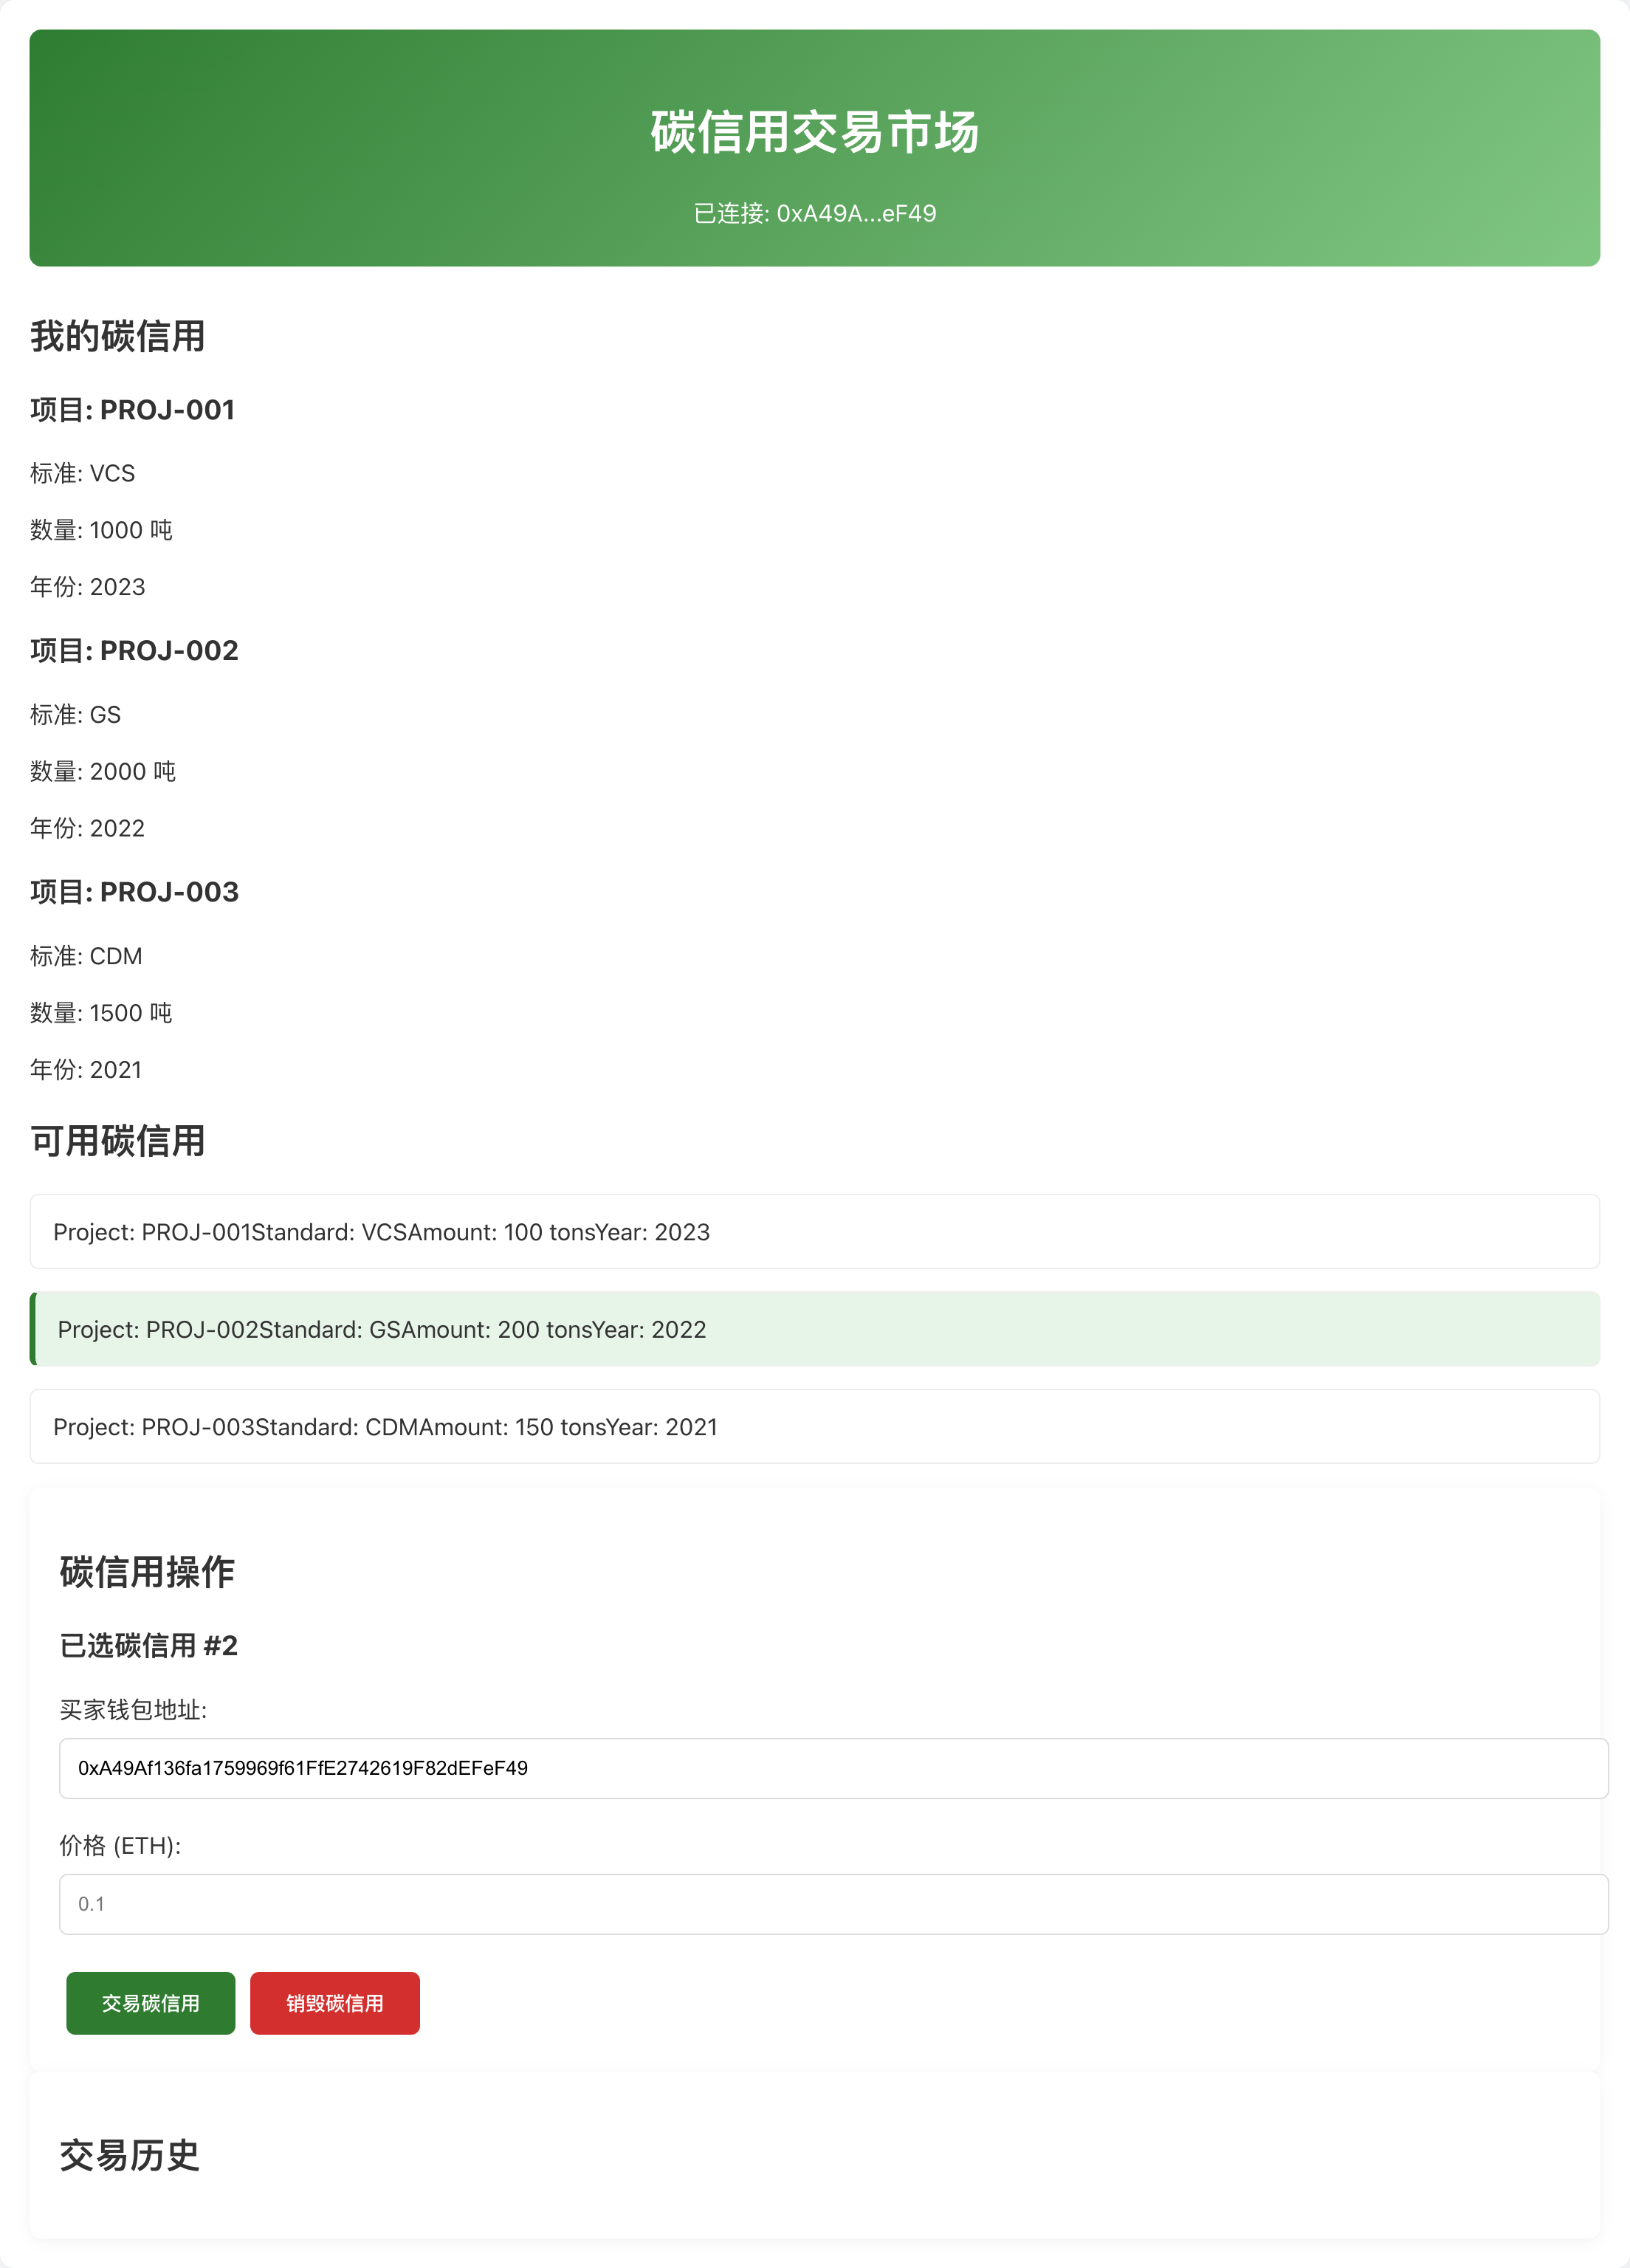 碳信用交易市场
已连接: 0xA49A...eF49
我的碳信用
项目: PROJ-001
标准: VCS
数量: 1000 吨
年份: 2023
项目: PROJ-002
标准: GS
数量: 2000 吨
年份: 2022
项目: PROJ-003
标准: CDM
数量: 1500 吨
年份: 2021
可用碳信用
Project: PROJ-001Standard: VCSAmount: 100 tonsYear: 2023
Project: PROJ-002Standard: GSAmount: 200 tonsYear: 2022
Project: PROJ-003Standard: CDMAmount: 150 tonsYear: 2021
碳信用操作
已选碳信用 #2
买家钱包地址:
0xA49Af136fa1759969f61FfE2742619F82dEFeF49
价格 (ETH):
0.1
交易碳信用 销毁碳信用
交易历史